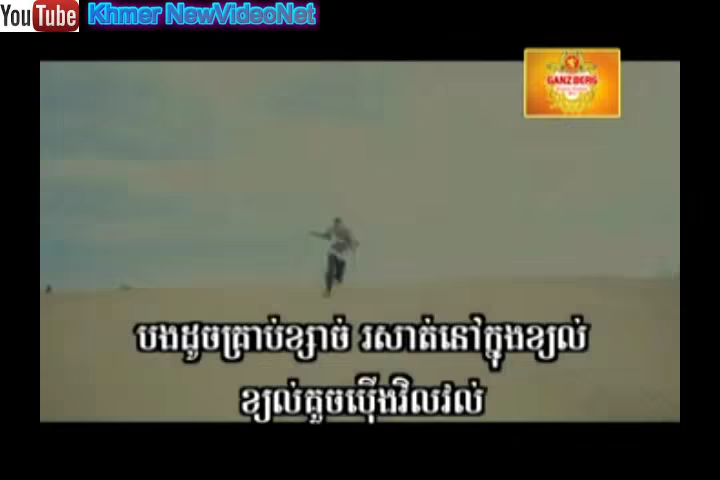 YouTube Khmer NewVideoNet
GANZBERG
បងដូចគ្រាប់ខ្សាច់ រសាត់នៅក្នុងខ្យល់
ខ្យល់គួចប៉ើងវិលវល់